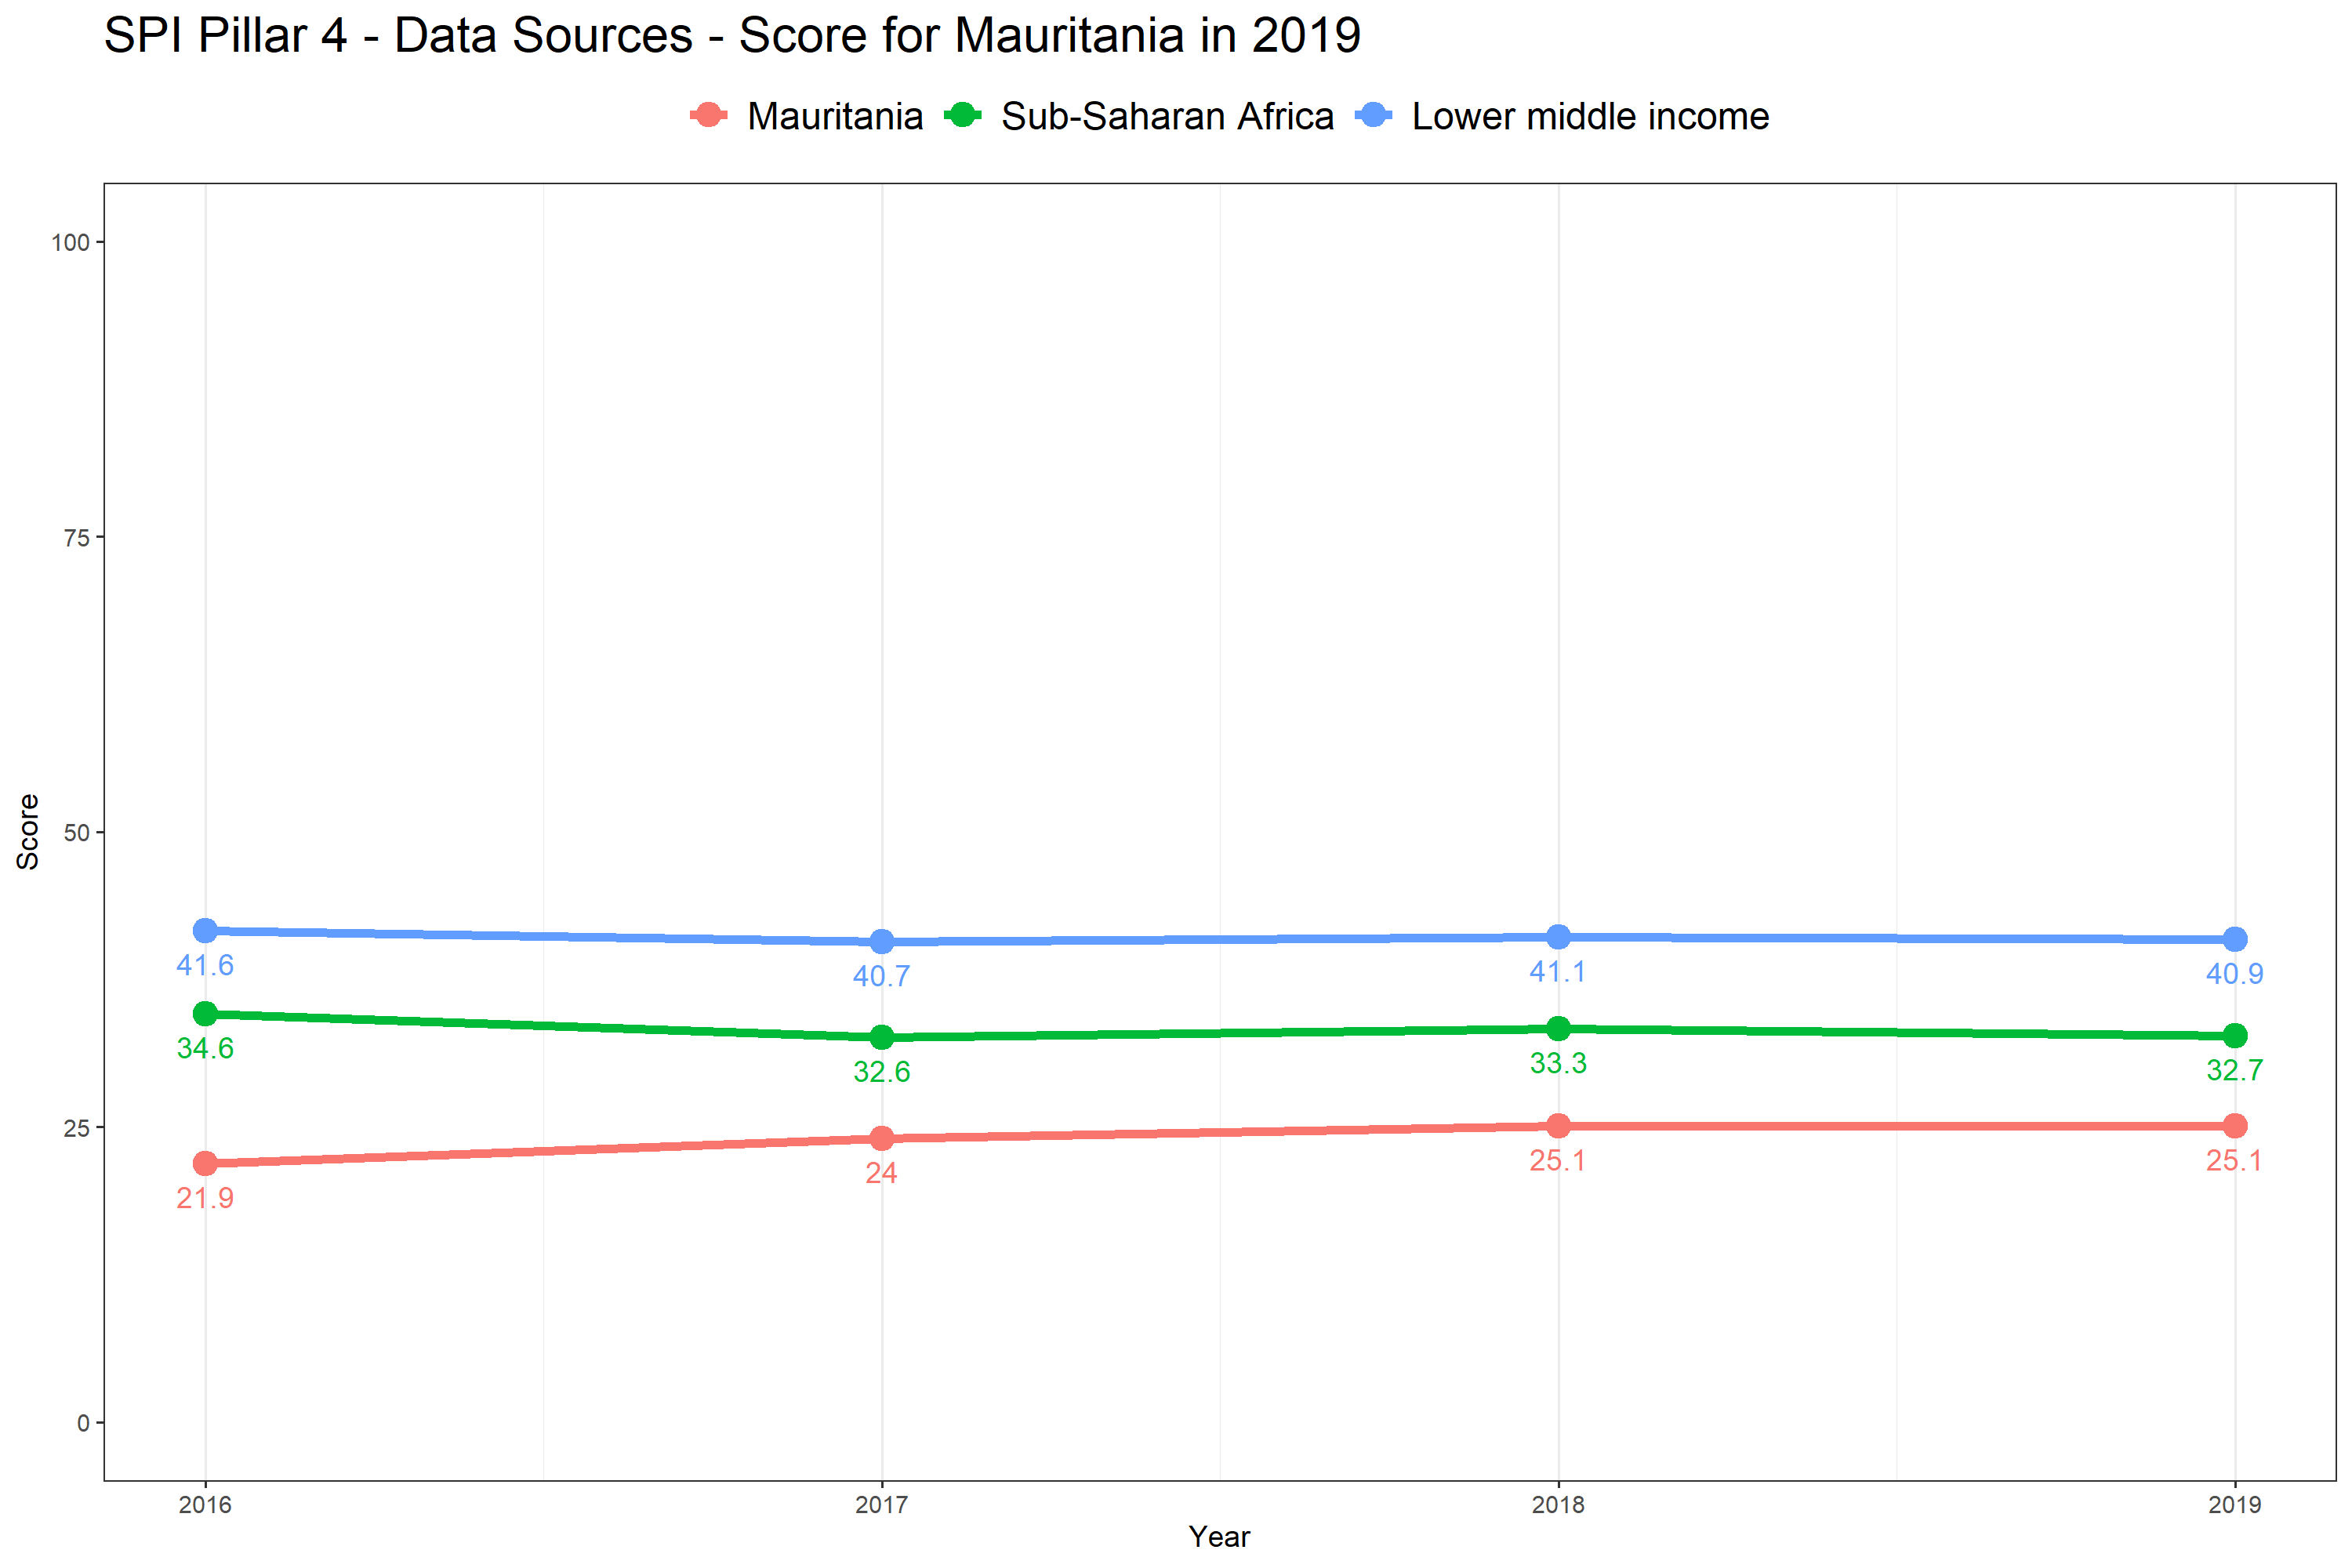 SPI Pillar 4 - Data Sources - Score for Mauritania in 2019
Mauritania Sub-Saharan Africa Lower middle income
100
75
50
25
0
Score
41.6 40.7 41.1 40.9
34.6 32.6 33.3 32.7
21.9 24 25.1 25.1
2016 2017 2018 2019
Year